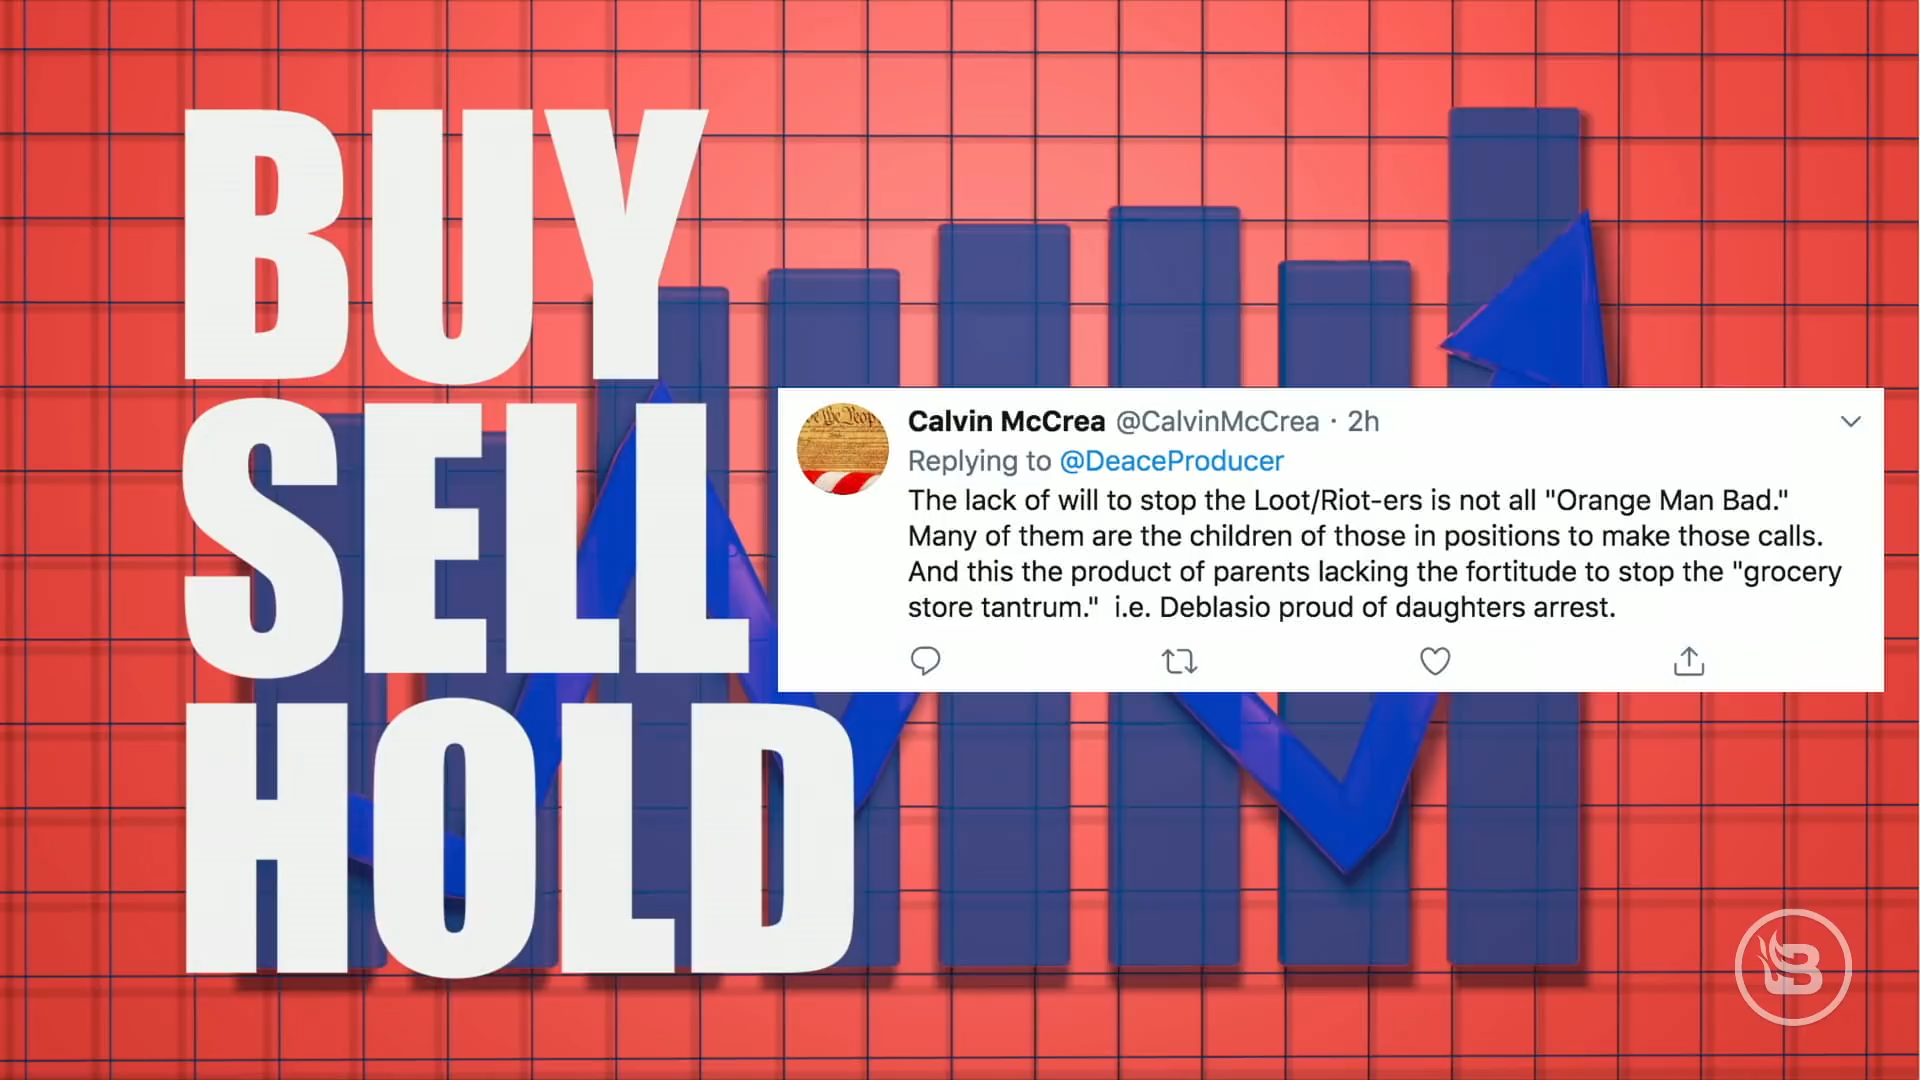 BUY
SELL
HOLD
Calvin McCrea @CalvinMcCrea · 2h
Replying to @DeaceProducer
The lack of will to stop the Loot/Riot-ers is not all "Orange Man Bad."
Many of them are the children of those in positions to make those calls.
And this the product of parents lacking the fortitude to stop the "grocery
store tantrum."  i.e. Deblasio proud of daughters arrest.
B